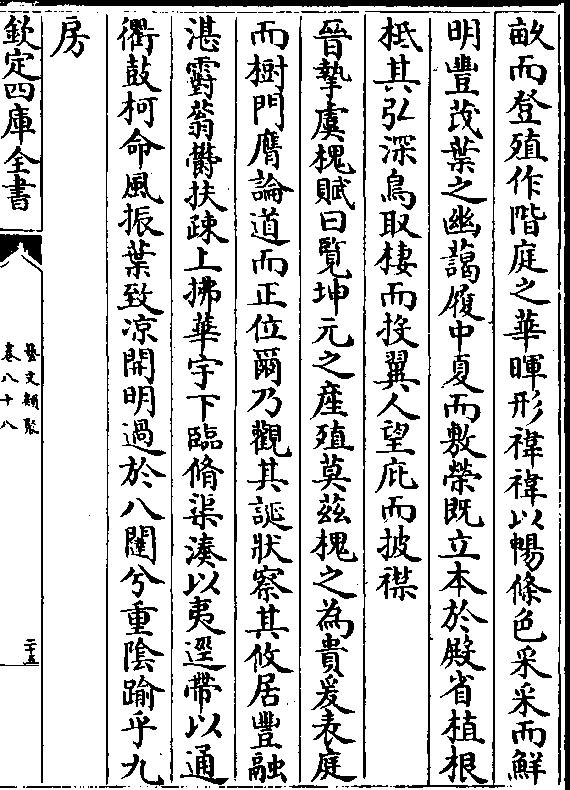 畝而登殖作階庭之華暉形褘褘以暢條色采采而鮮
明豐茂葉之幽藹履中夏而敷榮既立本於殿省植根
柢其弘深鳥取棲而投翼人望庇而披襟
晉摯虞槐賦曰覽坤元之産殖莫兹槐之為貴爰表庭
而樹門膺論道而正位爾乃觀其誕狀察其攸居豐融
湛霨蓊欝扶疎上拂華宇下臨脩渠湊以夷逕帶以通
衢鼓柯命風振葉致凉開明過於八闥兮重陰踰乎九
房
欽定四庫全書
藝文類聚
卷八十八
二十五